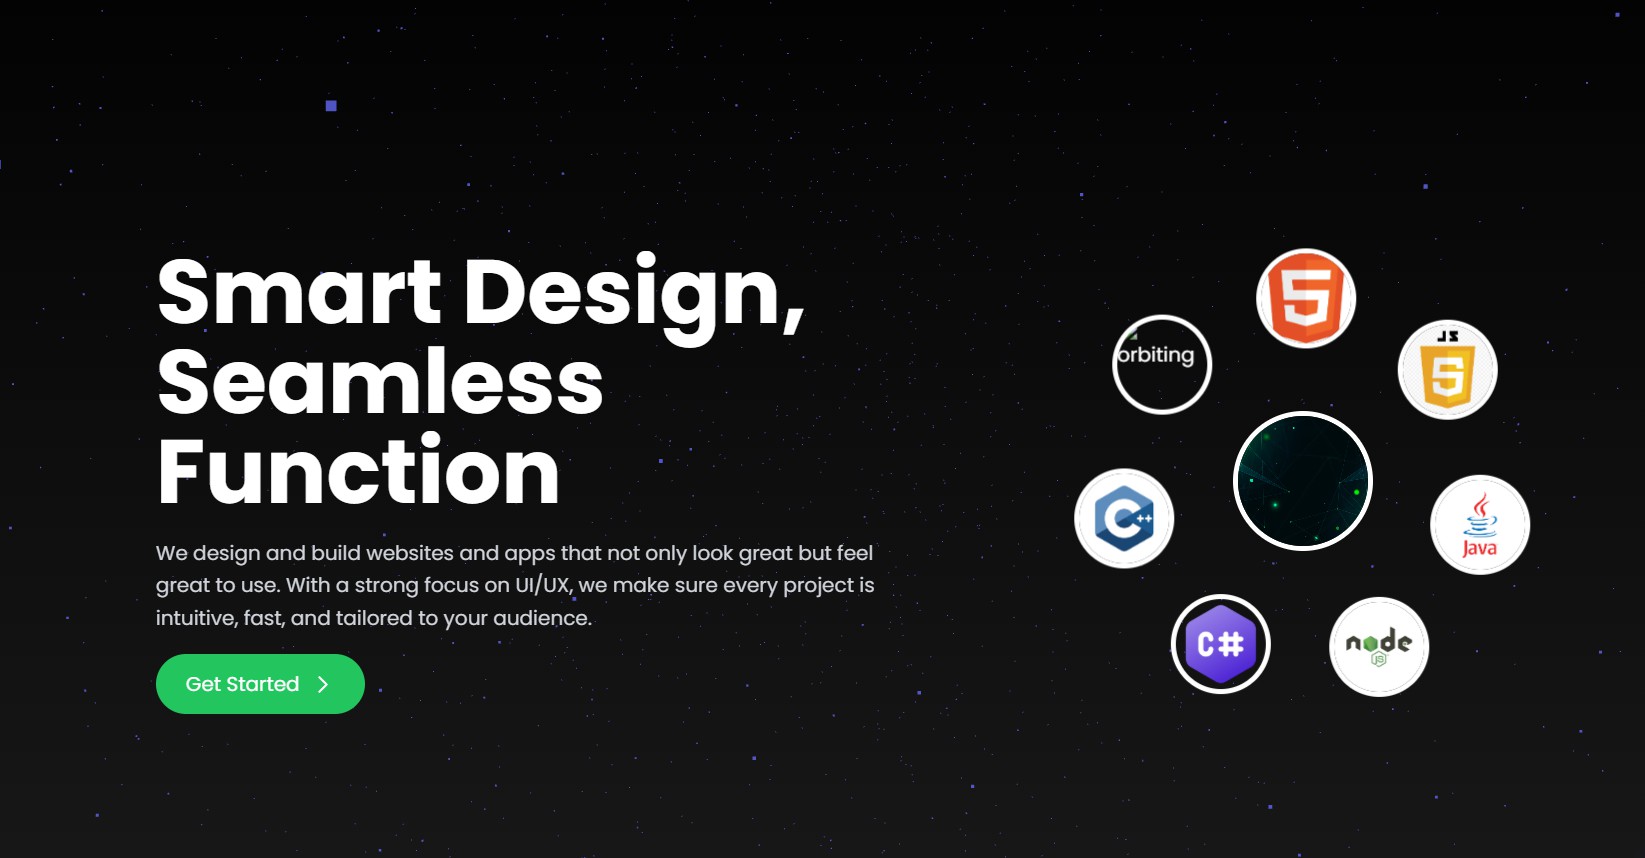 Smart Design,
Seamless
Function
We design and build websites and apps that not only look great but feel
great to use. With a strong focus on UI/UX, we make sure every project is
intuitive, fast, and tailored to your audience.
Get Started
5
orbiting
JS
5
C++
Java
C#
node
JS